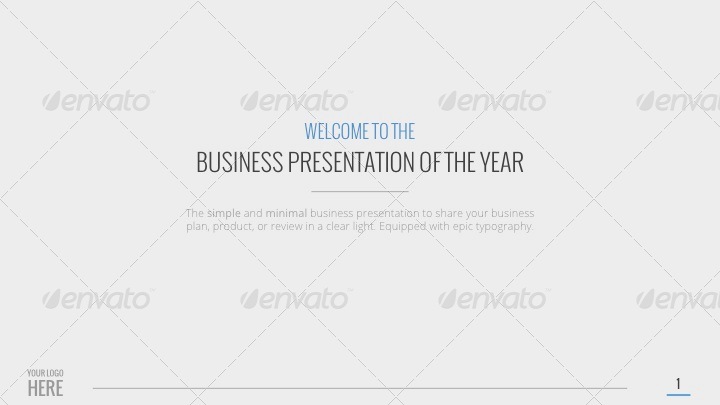 envato envato envato enva
WELCOME TO THE
BUSINESS PRESENTATION OF THE YEAR
The simple and minimal business presentation to share your business
plan, product, or review in a clear light. Equipped with epic typography.
envato envato envato enva
YOUR LOGO
HERE
1